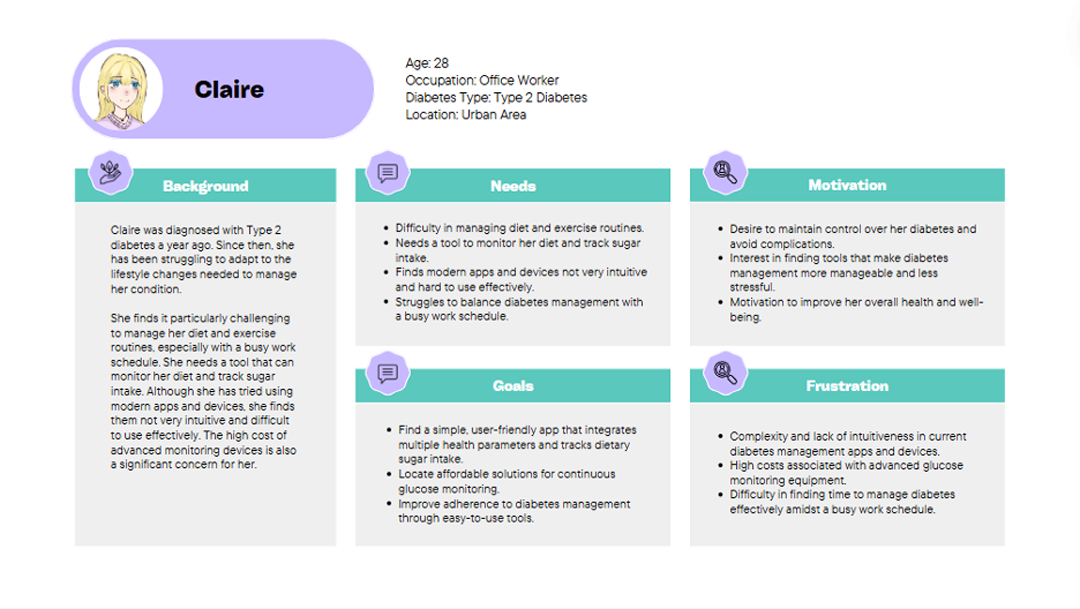 Claire
Age: 28
Occupation: Office Worker
Diabetes Type: Type 2 Diabetes
Location: Urban Area
Background
Claire was diagnosed with Type 2
diabetes a year ago. Since then, she
has been struggling to adapt to the
lifestyle changes needed to manage
her condition.
She finds it particularly challenging
to manage her diet and exercise
routines, especially with a busy work
schedule. She needs a tool that can
monitor her diet and track sugar
intake. Although she has tried using
modern apps and devices, she finds
them not very intuitive and difficult
to use effectively. The high cost of
advanced monitoring devices is also
a significant concern for her.
Needs
• Difficulty in managing diet and exercise routines.
• Needs a tool to monitor her diet and track sugar
intake.
• Finds modern apps and devices not very intuitive
and hard to use effectively.
• Struggles to balance diabetes management with
a busy work schedule.
Motivation
• Desire to maintain control over her diabetes and
avoid complications.
• Interest in finding tools that make diabetes
management more manageable and less
stressful.
• Motivation to improve her overall health and well-
being.
Goals
• Find a simple, user-friendly app that integrates
multiple health parameters and tracks dietary
sugar intake.
• Locate affordable solutions for continuous
glucose monitoring.
• Improve adherence to diabetes management
through easy-to-use tools.
Frustration
• Complexity and lack of intuitiveness in current
diabetes management apps and devices.
• High costs associated with advanced glucose
monitoring equipment.
• Difficulty in finding time to manage diabetes
effectively amidst a busy work schedule.